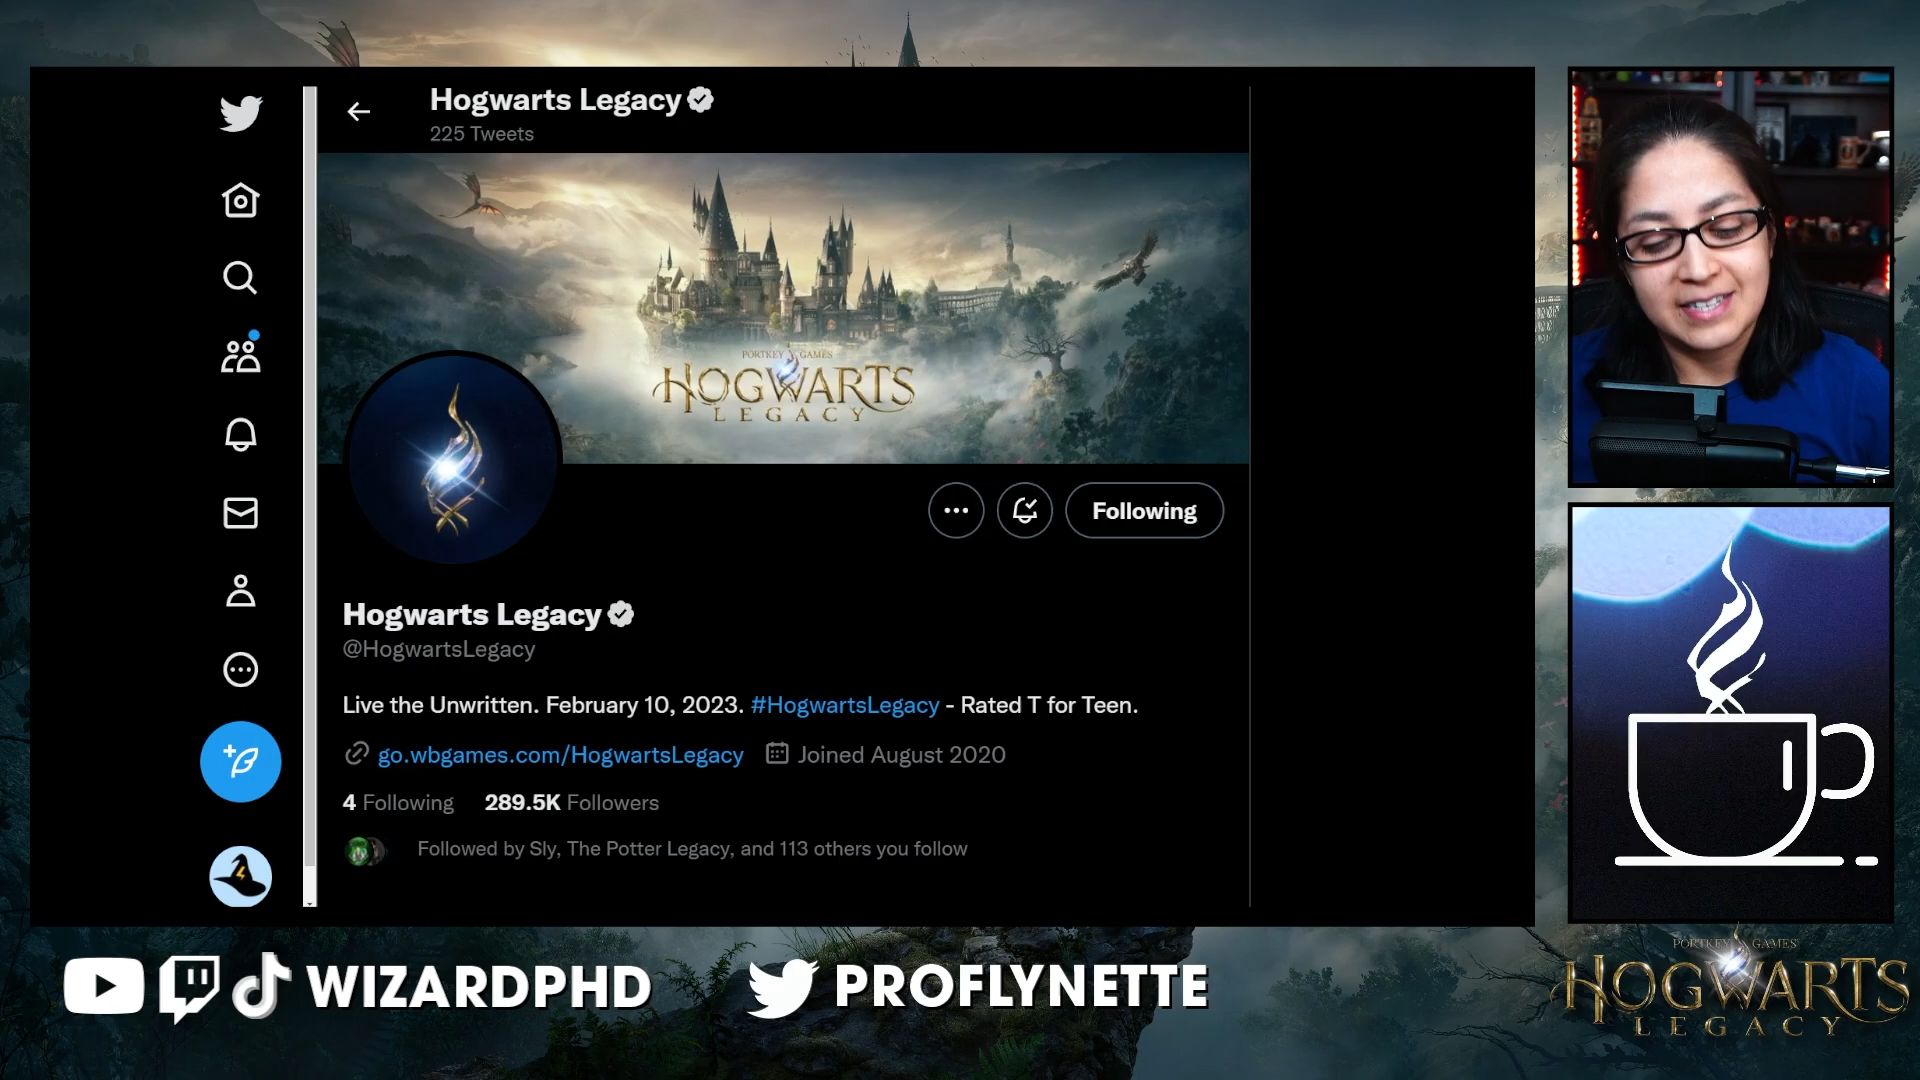 Hogwarts Legacy
225 Tweets
PORTKEY GAMES
HOGWARTS
LEGACY
Following
Hogwarts Legacy
@HogwartsLegacy
Live the Unwritten. February 10, 2023. #HogwartsLegacy - Rated T for Teen.
go.wbgames.com/HogwartsLegacy Joined August 2020
4 Following 289.5K Followers
Followed by Sly, The Potter Legacy, and 113 others you follow
WIZARDPHD PROFLYNETTE
PORTKEY GAMES
HOGWARTS
LEGACY